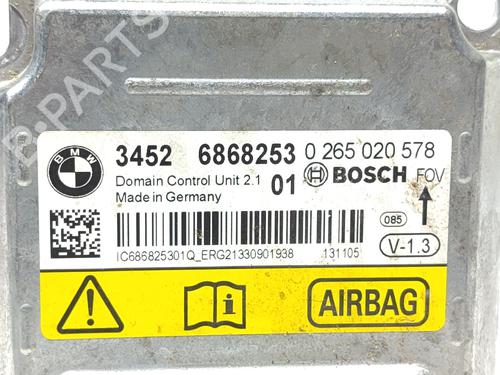 B-PARTS
BMW
3452 6868253 0 265 020 578
Domain Control Unit 2.1 01 BOSCH FOV
Made in Germany
085
V-1.3
IC686825301Q_ERG21330901938 131105
AIRBAG